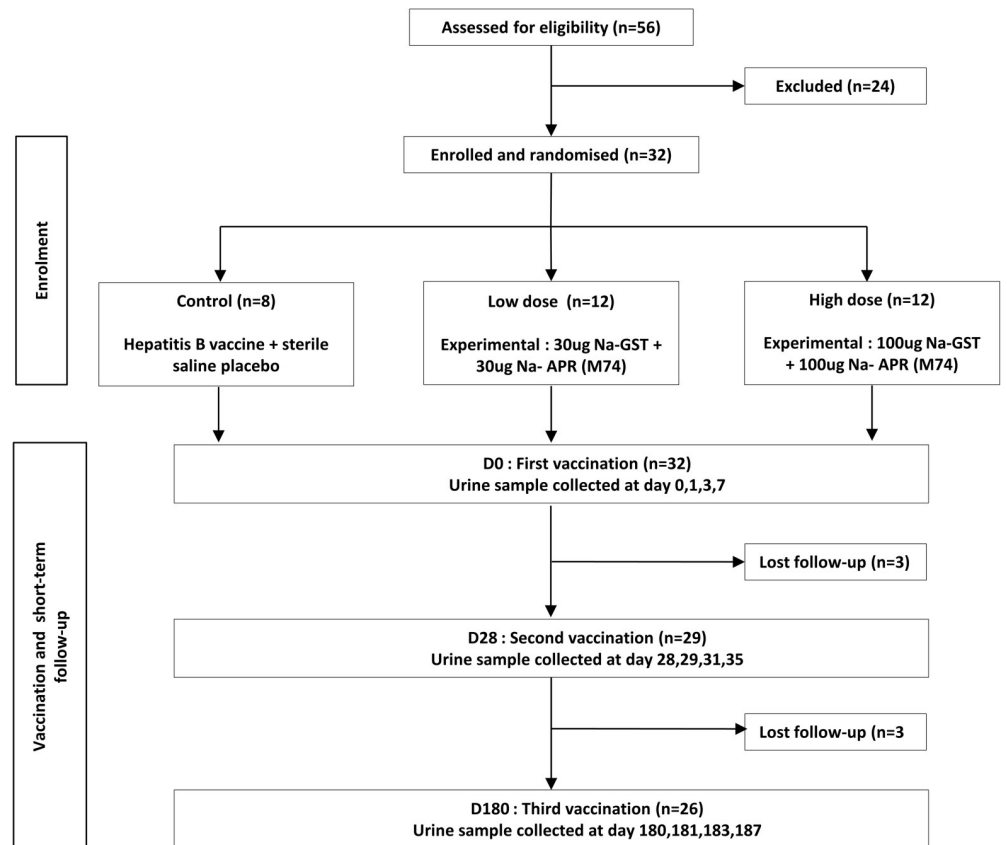 Assessed for eligibility (n=56)
Excluded (n=24)
Enrolment
Enrolled and randomised (n=32)
Control (n=8)
Hepatitis B vaccine + sterile
saline placebo
Low dose (n=12)
Experimental : 30ug Na-GST +
30ug Na- APR (M74)
High dose (n=12)
Experimental : 100ug Na-GST
+ 100ug Na- APR (M74)
Vaccination and short-term
follow-up
D0 : First vaccination (n=32)
Urine sample collected at day 0,1,3,7
Lost follow-up (n=3)
D28 : Second vaccination (n=29)
Urine sample collected at day 28,29,31,35
Lost follow-up (n=3
D180 : Third vaccination (n=26)
Urine sample collected at day 180,181,183,187